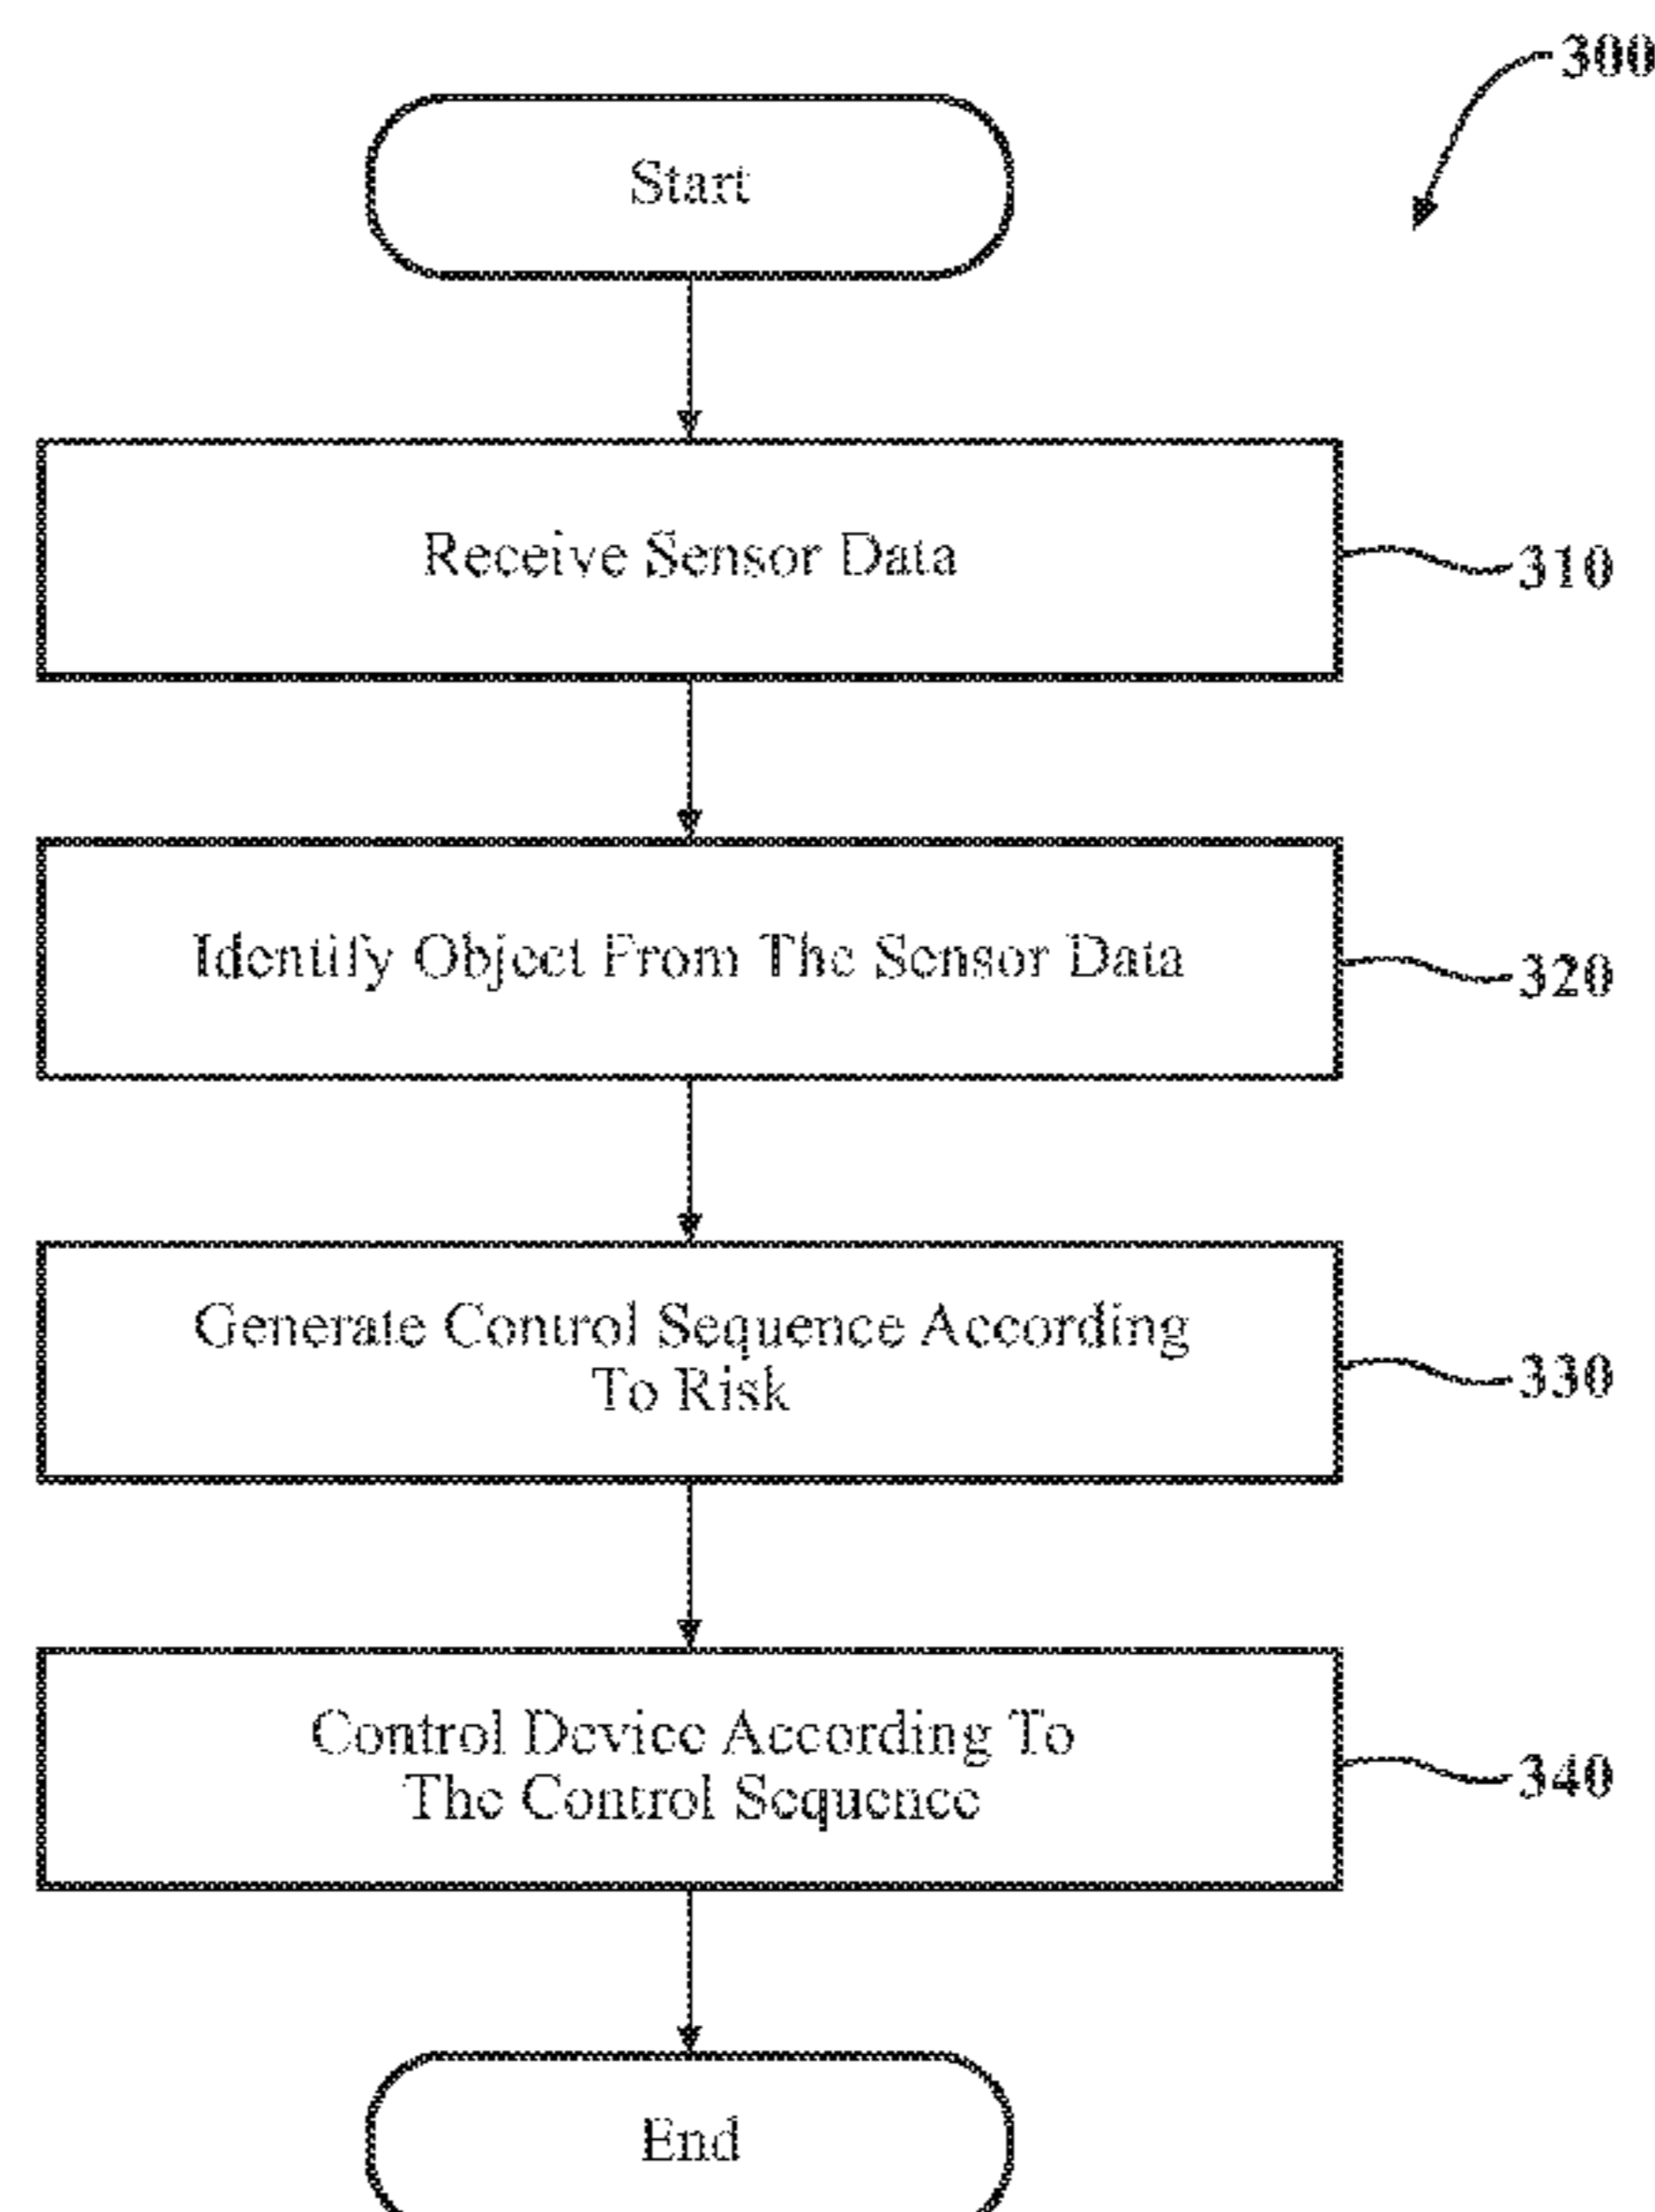 300
Start
Receive Sensor Data
310
Identify Object From The Sensor Data
320
Generate Control Sequence According
To Risk
330
Control Device According To
The Control Sequence
340
End